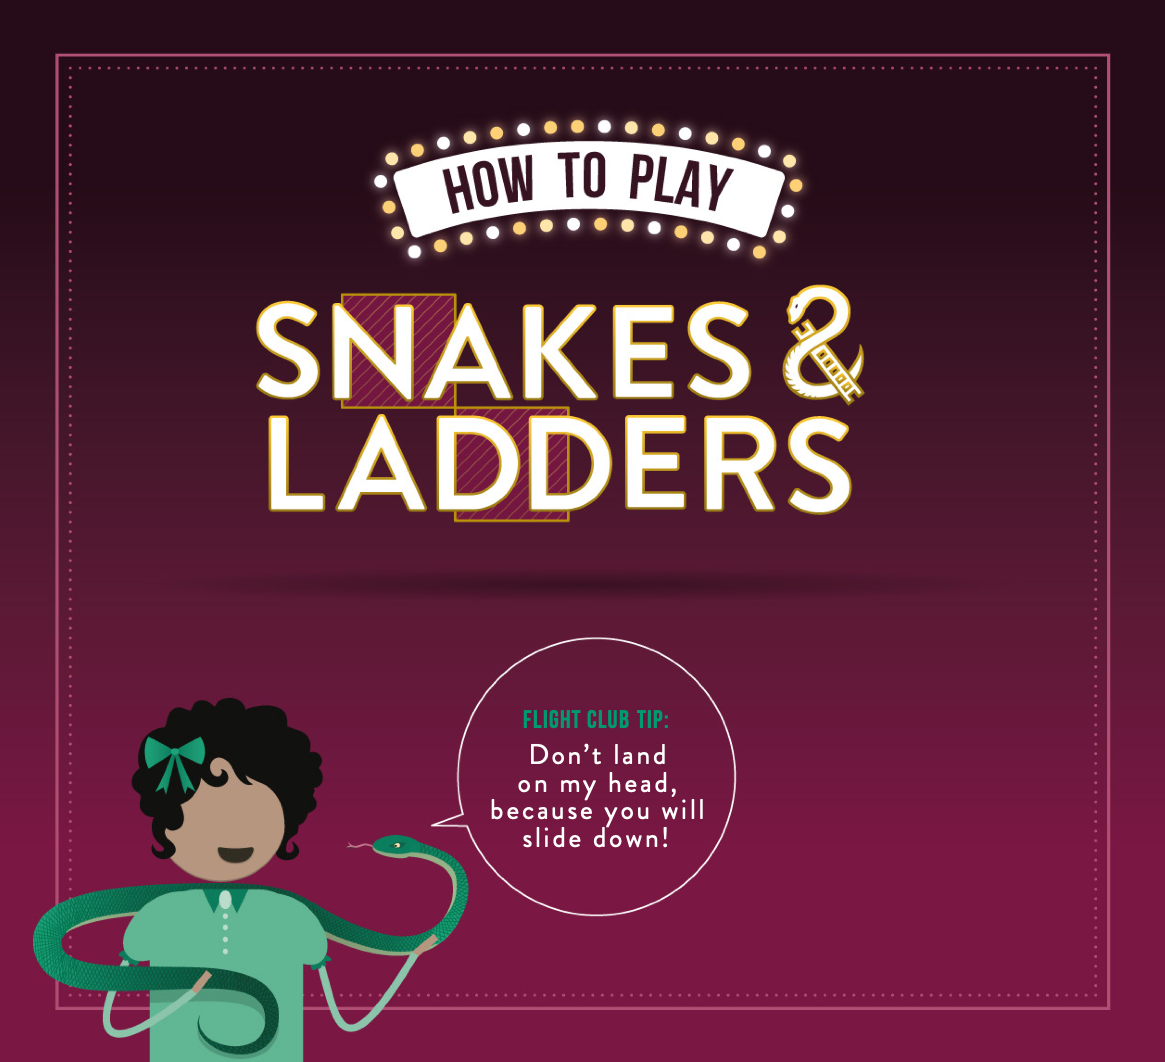 HOW TO PLAY
SNAKES &
LADDERS
FLIGHT CLUB TIP:
Don’t land
on my head,
because you will
slide down!